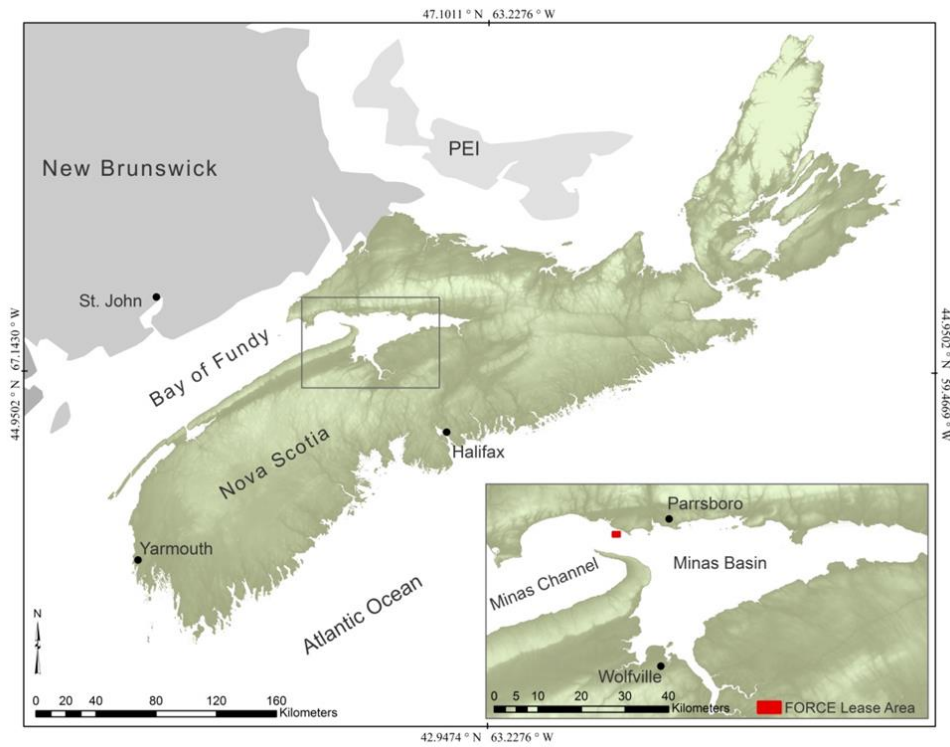 47.1011 ° N 63.2276 ° W
New Brunswick
PEI
St. John
Bay of Fundy
44.9502 ° N 67.1430 ° W
44.9502 ° N 59.4669 ° W
Nova Scotia
Halifax
Yarmouth
Atlantic Ocean
N
0 20 40 80 120 160
Kilometers
Parrsboro
Minas Basin
Minas Channel
Wolfville
0 5 10 20 30 40
Kilometers
FORCE Lease Area
42.9474 ° N 63.2276 ° W